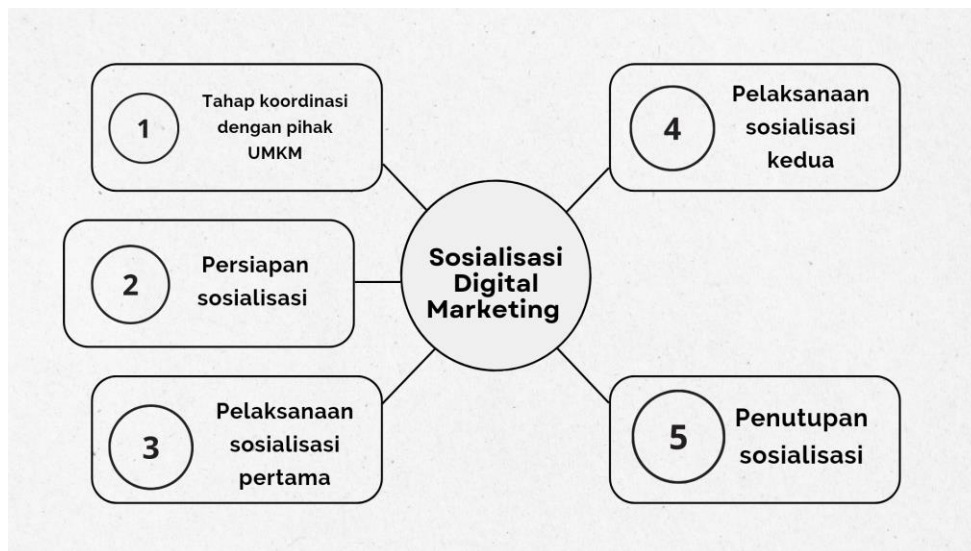 1
Tahap koordinasi
dengan pihak
UMKM
2
Persiapan
sosialisasi
3
Pelaksanaan
sosialisasi
pertama
Sosialisasi
Digital
Marketing
4
Pelaksanaan
sosialisasi
kedua
5
Penutupan
sosialisasi